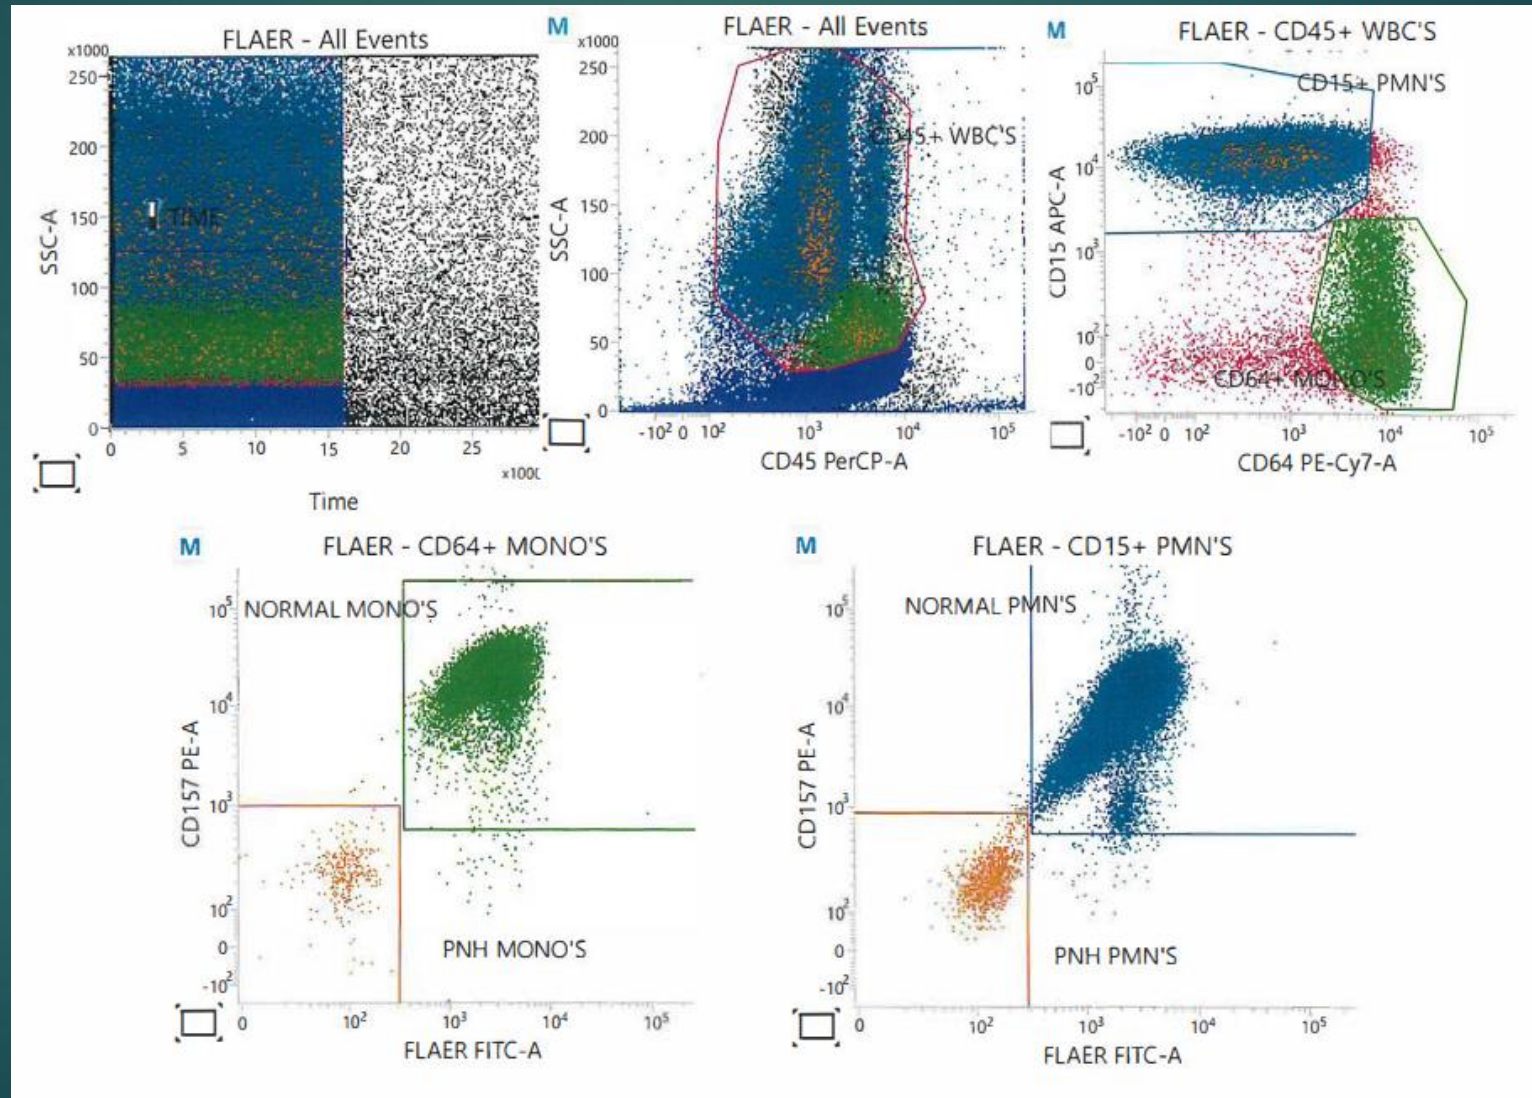 FLAER - All Events
x1000
250
200
150
100
50
0
SSC-A
TIME
0 5 10 15 20 25
Time
M
FLAER - All Events
x1000
250
200
150
100
50
0
SSC-A
CD45+ WBC'S
-10² 0 10² 10³ 10⁴ 10⁵
CD45 PerCP-A
M
FLAER - CD45+ WBC'S
CD15+ PMN'S
10⁵
10⁴
10³
10²
0
-10²
CD15 APC-A
CD64+ MONO'S
-10² 0 10² 10³ 10⁴ 10⁵
CD64 PE-Cy7-A
M
FLAER - CD64+ MONO'S
NORMAL MONO'S
10⁵
10⁴
10³
10²
0
-10²
CD157 PE-A
PNH MONO'S
0 10² 10³ 10⁴ 10⁵
FLAER FITC-A
M
FLAER - CD15+ PMN'S
NORMAL PMN'S
10⁵
10⁴
10³
10²
0
-10²
CD157 PE-A
PNH PMN'S
0 10² 10³ 10⁴ 10⁵
FLAER FITC-A